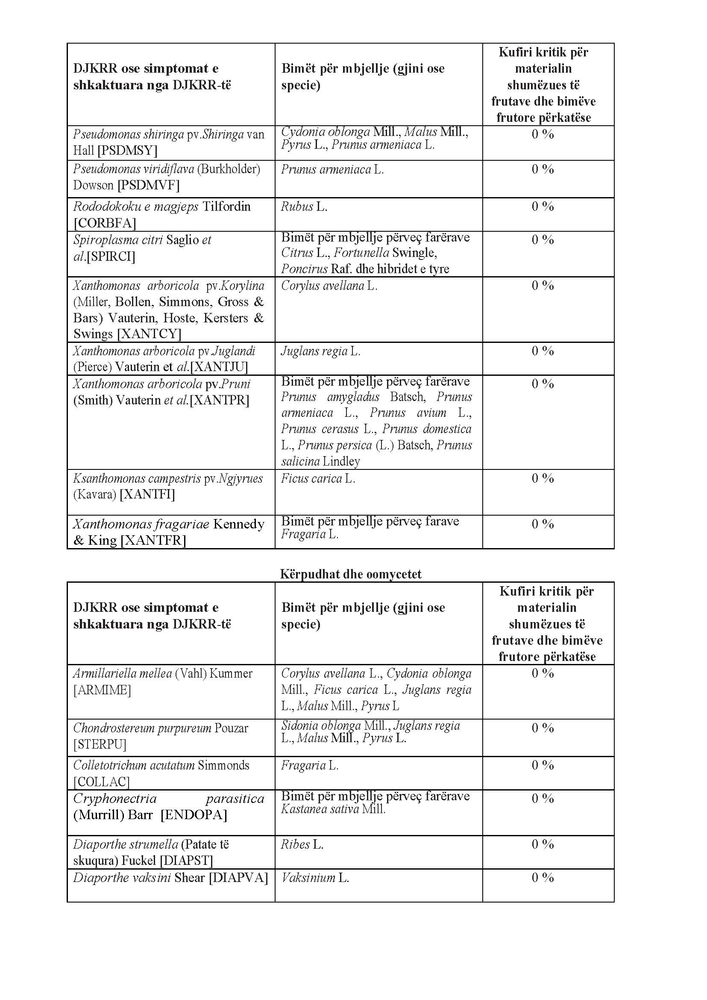 DJKRR ose simptomat e
shkaktuara nga DJKRR-të
Bimët për mbjellje (gjini ose
specie)
Kufiri kritik për
materialin
shumëzues të
frutave dhe bimëve
frutore përkatëse
Pseudomonas shiringa pv.Shiringa van
Hall [PSDMSY]
Cydonia oblonga Mill., Malus Mill.,
Pyrus L., Prunus armeniaca L.
0 %
Pseudomonas viridiflava (Burkholder)
Dowson [PSDMVF]
Prunus armeniaca L.
0 %
Rododokoku e magjeps Tilfordin
[CORBFA]
Rubus L.
0 %
Spiroplasma citri Saglio et
al.[SPIRCI]
Bimët për mbjellje përveç farërave
Citrus L., Fortunella Swingle,
Poncirus Raf. dhe hibridet e tyre
0 %
Xanthomonas arboricola pv.Korylina
(Miller, Bollen, Simmons, Gross &
Bars) Vauterin, Hoste, Kersters &
Swings [XANTCY]
Corylus avellana L.
0 %
Xanthomonas arboricola pv.Juglandi
(Pierce) Vauterin et al.[XANTJU]
Juglans regia L.
0 %
Xanthomonas arboricola pv.Pruni
(Smith) Vauterin et al.[XANTPR]
Bimët për mbjellje përveç farërave
Prunus amygladus Batsch, Prunus
armeniaca L., Prunus avium L.,
Prunus cerasus L., Prunus domestica
L., Prunus persica (L.) Batsch, Prunus
salicina Lindley
0 %
Ksanthomonas campestris pv.Ngjyrues
(Kavara) [XANTFI]
Ficus carica L.
0 %
Xanthomonas fragariae Kennedy
& King [XANTFR]
Bimët për mbjellje përveç farave
Fragaria L.
0 %
Kërpudhat dhe oomycetet
DJKRR ose simptomat e
shkaktuara nga DJKRR-të
Bimët për mbjellje (gjini ose
specie)
Kufiri kritik për
materialin
shumëzues të
frutave dhe bimëve
frutore përkatëse
Armillariella mellea (Vahl) Kummer
[ARMIME]
Corylus avellana L., Cydonia oblonga
Mill., Ficus carica L., Juglans regia
L., Malus Mill., Pyrus L
0 %
Chondrostereum purpureum Pouzar
[STERPU]
Sidonia oblonga Mill., Juglans regia
L., Malus Mill., Pyrus L.
0 %
Colletotrichum acutatum Simmonds
[COLLAC]
Fragaria L.
0 %
Cryphonectria parasitica
(Murrill) Barr [ENDOPA]
Bimët për mbjellje përveç farërave
Kastanea sativa Mill.
0 %
Diaporthe strumella (Patate të
skuqura) Fuckel [DIAPST]
Ribes L.
0 %
Diaporthe vaksini Shear [DIAPVA]
Vaksinium L.
0 %